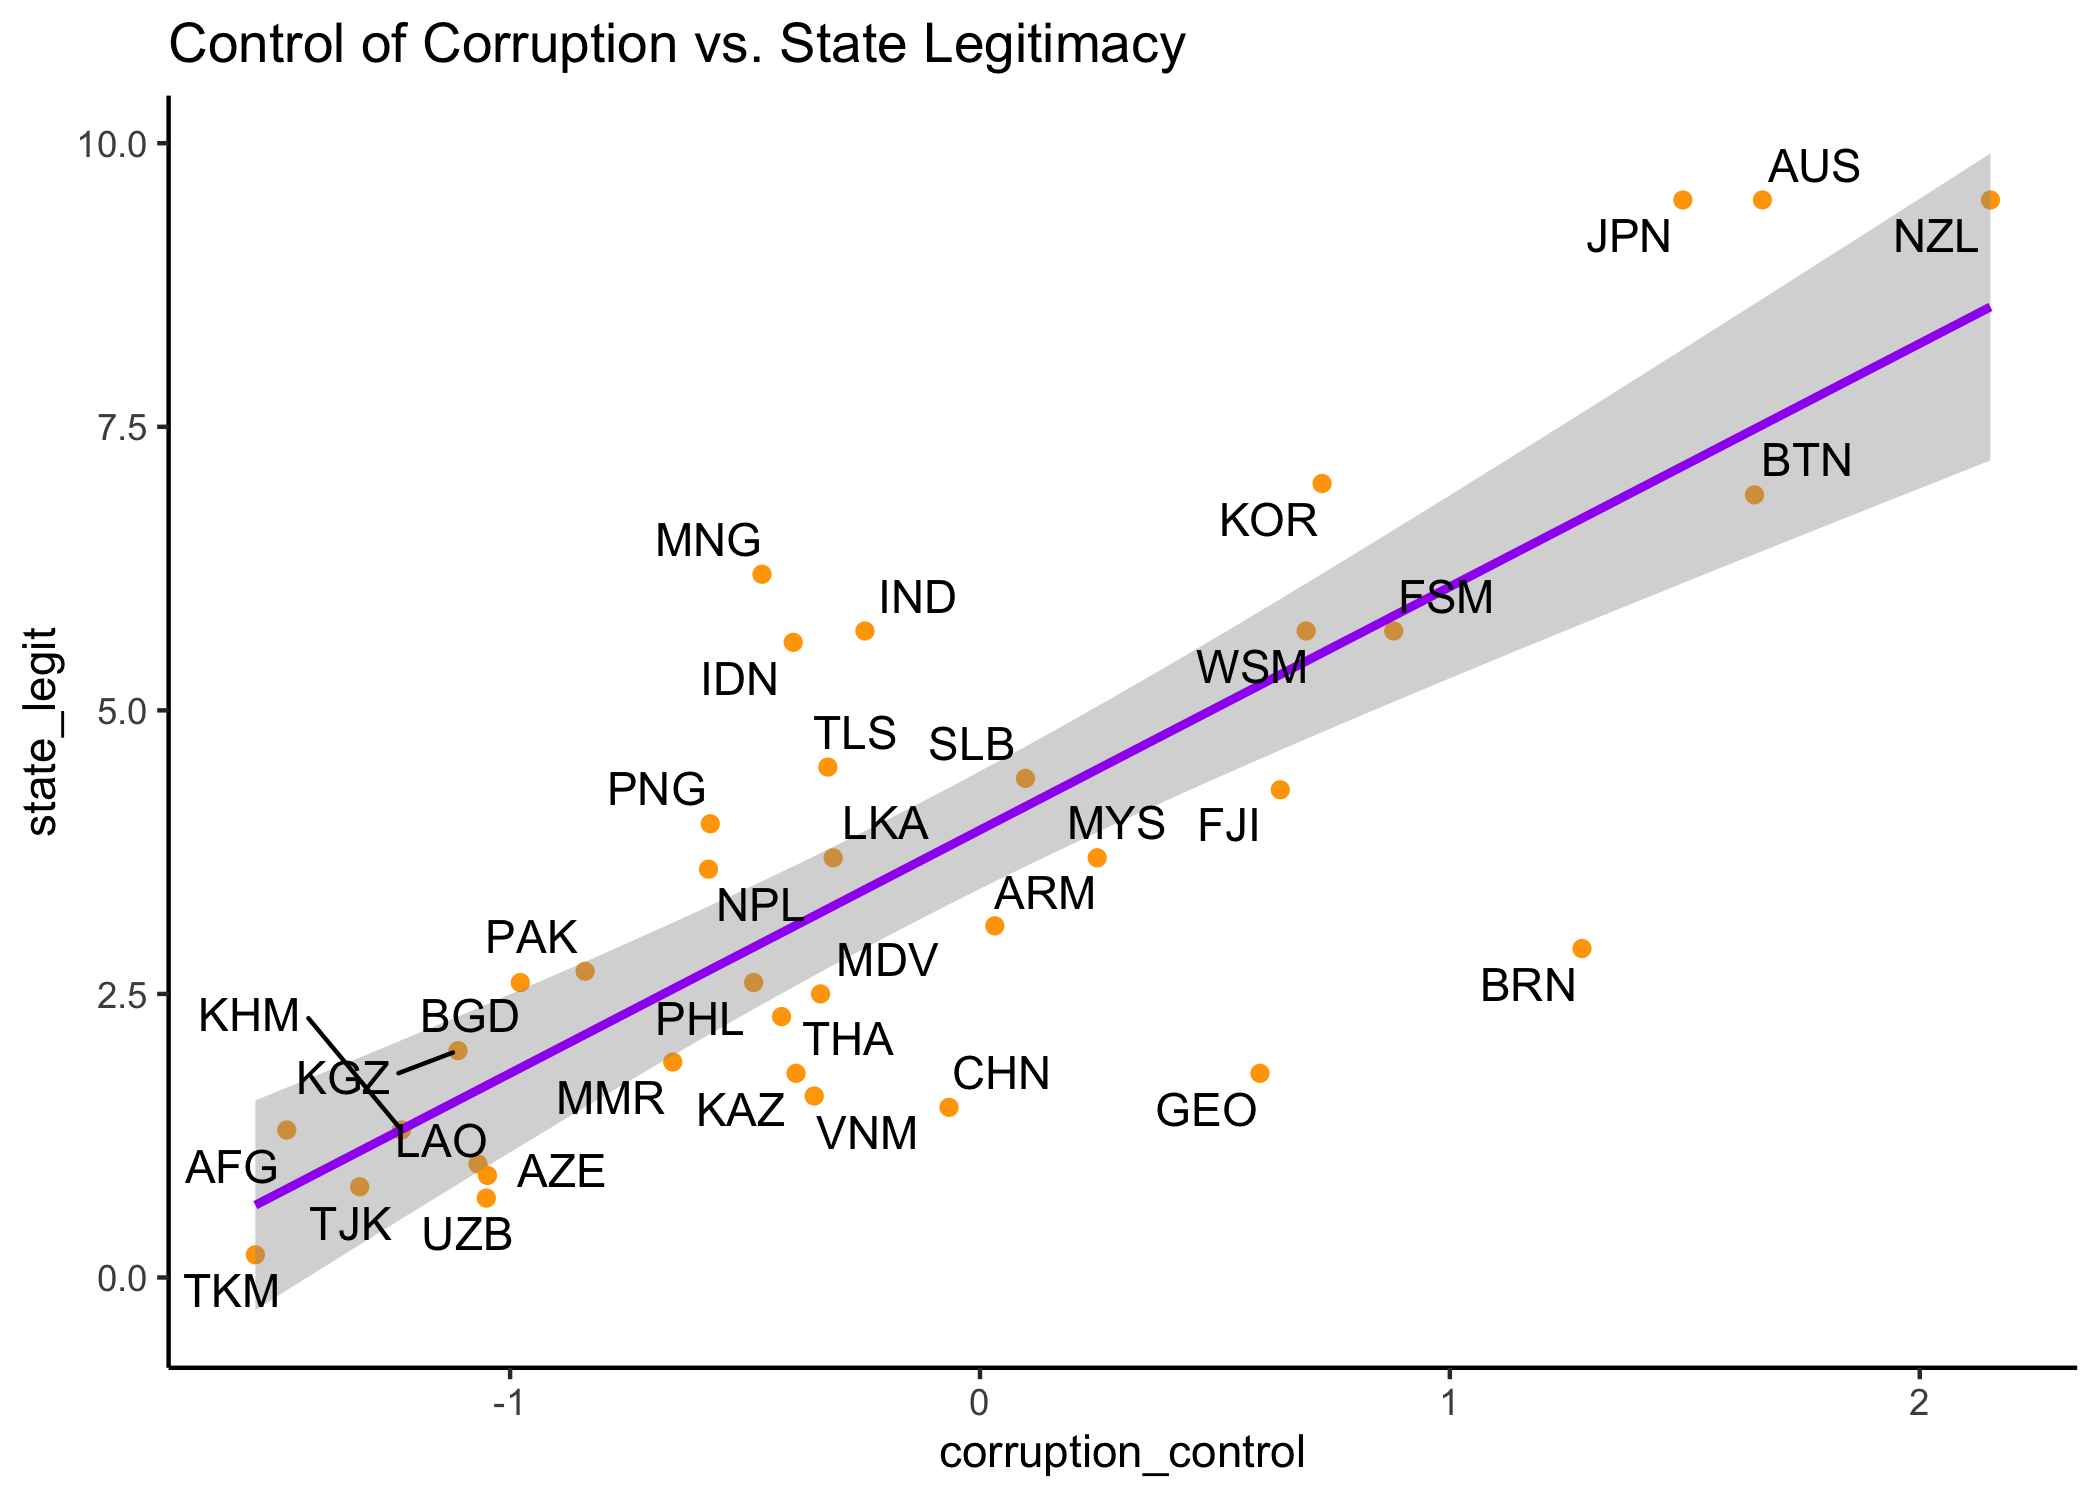 Control of Corruption vs. State Legitimacy
10.0
7.5
5.0
2.5
0.0
state_legit
AUS
JPN
NZL
BTN
KOR
MNG
IND
FSM
IDN
WSM
TLS
SLB
PNG
LKA
MYS
FJI
NPL
ARM
PAK
MDV
BRN
KHM
BGD
PHL
THA
KGZ
CHN
MMR
KAZ
GEO
VNM
LAO
AFG
AZE
TJK
UZB
TKM
-1
0
1
2
corruption_control